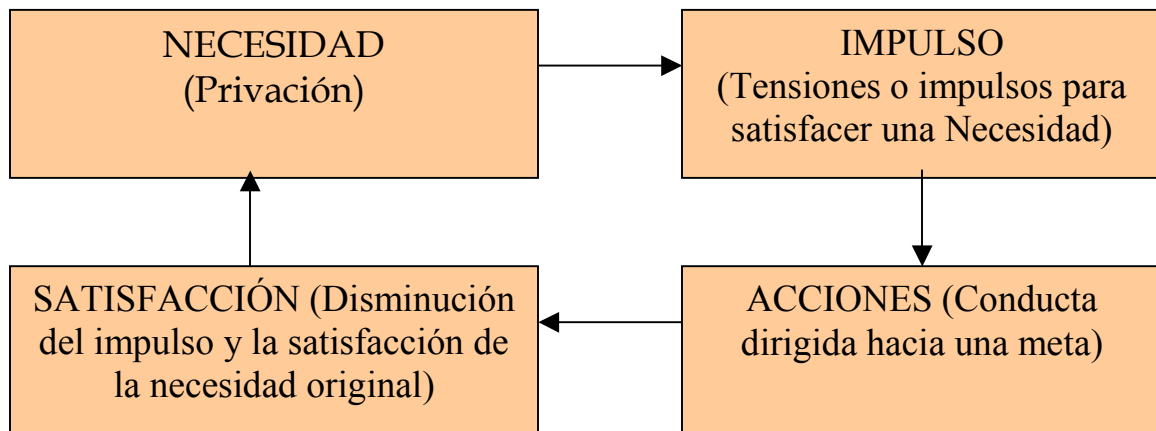 NECESIDAD
(Privación)
IMPULSO
(Tensiones o impulsos para
satisfacer una Necesidad)
SATISFACCIÓN (Disminución
del impulso y la satisfacción de
la necesidad original)
ACCIONES (Conducta
dirigida hacia una meta)